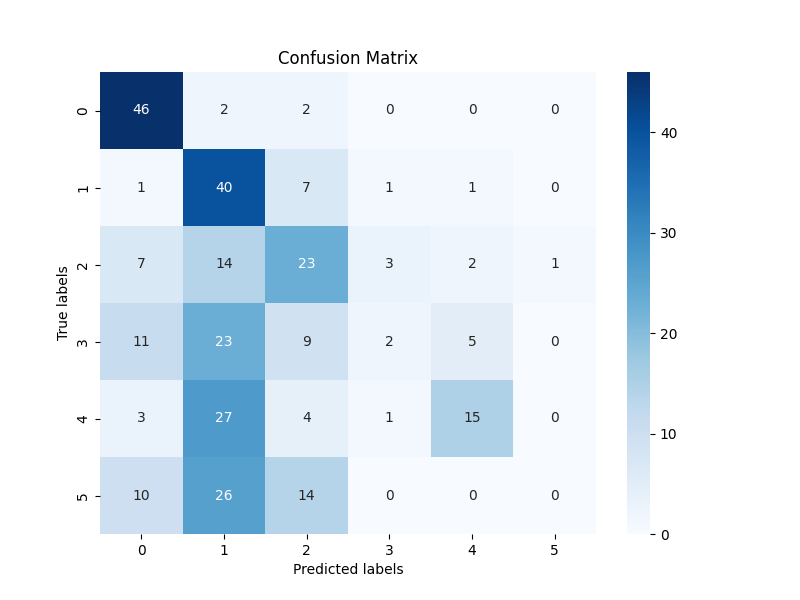 Confusion Matrix
0 46 2 2 0 0 0
1 1 40 7 1 1 0
2 7 14 23 3 2 1
3 11 23 9 2 5 0
4 3 27 4 1 15 0
5 10 26 14 0 0 0
0 1 2 3 4 5
True labels
Predicted labels
40
30
20
10
0